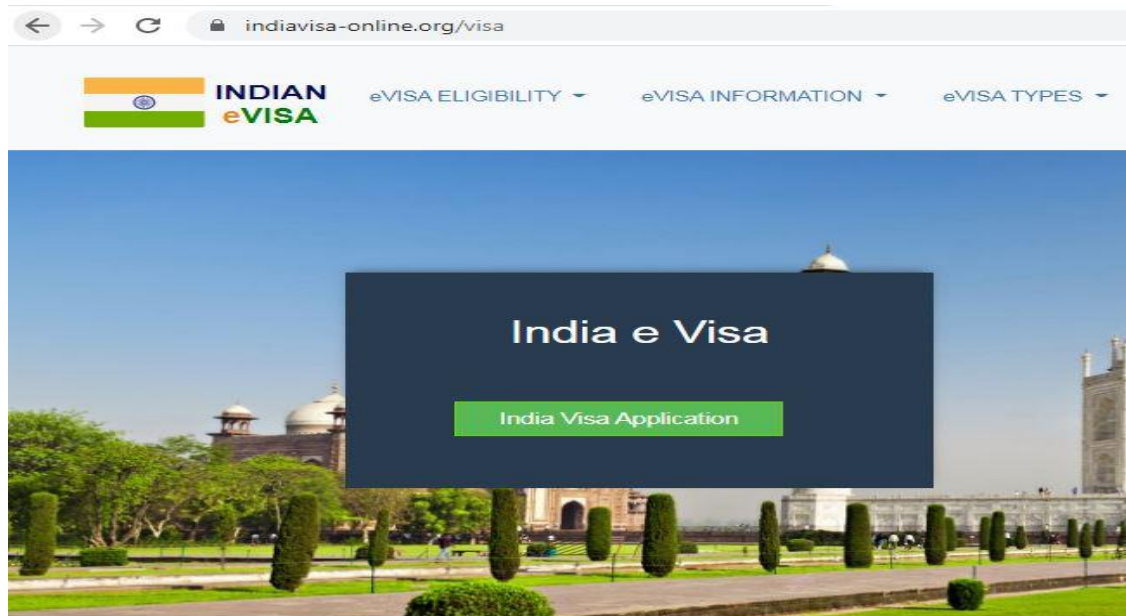 indiavisa-online.org/visa
INDIAN
eVISA
eVISA ELIGIBILITY
eVISA INFORMATION
eVISA TYPES
India e Visa
India Visa Application